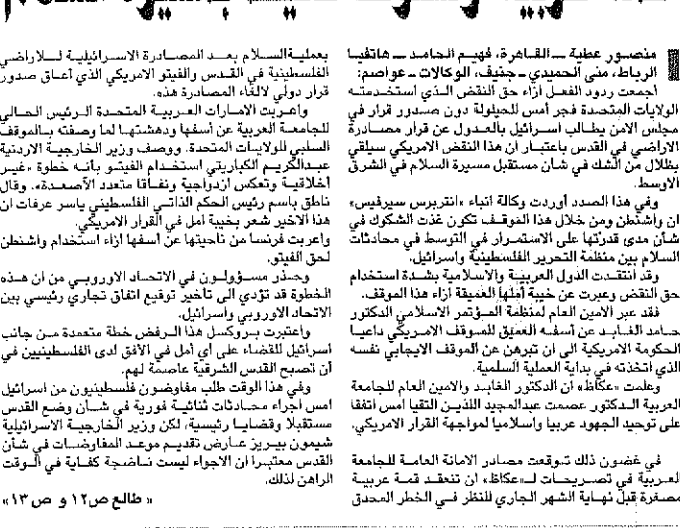 منصور عطية ــ القاهرة، فهيم الحامد ــ هاتفيا
الرباط، منى الحميدي ــ جنيف، الوكالات ــ عواصم:
اجمعت ردود الفعل ازاء حق النقض الذي استخدمته
الولايات المتحدة فجر امس للحيلولة دون صدور قرار في
مجلس الامن يطالب اسرائيل بالعدول عن قرار مصادرة
الاراضي في القدس باعتبار ان هذا النقض الامريكي سيلقي
بظلال من الشك في شان مستقبل مسيرة السلام في الشرق
الاوسط.
وفي هذا الصدد أوردت وكالة انباء «انتربرس سيرفيس»
ان واشنطن ومن خلال هذا الموقف تكون غذت الشكوك في
شان مدى قدرتها على الاستمرار في التوسط في محادثات
السلام بين منظمة التحرير الفلسطينية واسرائيل.
وقد انتقدت الدول العربية والاسلامية بشدة استخدام
حق النقض وعبرت عن خيبة أملها العميقة ازاء هذا الموقف.
فقد عبر الامين العام لمنظمة المؤتمر الاسلامي الدكتور
حامد الغابد عن أسفه العميق للموقف الامريكي داعيا
الحكومة الامريكية الى ان تبرهن عن الموقف الايجابي نفسه
الذي اتخذته في بداية العملية السلمية.
وعلمت «عكاظ» أن الدكتور الغابد والامين العام للجامعة
العربية الدكتور عصمت عبدالمجيد اللذين التقيا امس اتفقا
على توحيد الجهود عربيا واسلاميا لمواجهة القرار الامريكي.
في غضون ذلك توقعت مصادر الامانة العامة للجامعة
العربية في تصريحات لـ«عكاظ» ان تنعقد قمة عربية
مصغرة قبل نهاية الشهر الجاري للنظر في الخطر المحدق
بعملية السلام بعد المصادرة الاسرائيلية للاراضي
الفلسطينية في القدس والفيتو الامريكي الذي أعاق صدور
قرار دولي لالغاء المصادرة هذه.
واعربت الامارات العربية المتحدة الرئيس الحالي
للجامعة العربية عن أسفها ودهشتها لما وصفته بالموقف
السلبي للولايات المتحدة. ووصف وزير الخارجية الاردنية
عبدالكريم الكباريتي استخدام الفيتو بأنه خطوة «غير
أخلاقية وتعكس ازدواجية ونفاقا متعدد الأصعدة». وقال
ناطق باسم رئيس الحكم الذاتي الفلسطيني ياسر عرفات ان
هذا الاخير شعر بخيبة امل في القرار الامريكي.
واعربت فرنسا من ناحيتها عن أسفها ازاء استخدام واشنطن
لحق الفيتو.
وحذر مسؤولون في الاتحاد الاوروبي من ان هذه
الخطوة قد تؤدي الى تأخير توقيع اتفاق تجاري رئيسي بين
الاتحاد الاوروبي واسرائيل.
واعتبرت بروكسل هذا الرفض خطة متعمدة من جانب
اسرائيل للقضاء على أي أمل في الأفق لدى الفلسطينيين في
أن تصبح القدس الشرقية عاصمة لهم.
وفي هذا الوقت طلب مفاوضون فلسطينيون من اسرائيل
امس اجراء محادثات ثنائية فورية في شان وضع القدس
مستقبلا وقضايا رئيسية، لكن وزير الخارجية الاسرائيلية
شيمون بيريز عارض تقديم موعد المفاوضات في شأن
القدس معتبرا ان الاجواء ليست ناضجة كفاية في الوقت
الراهن لذلك.
« طالع ص١٢ و ص١٣»